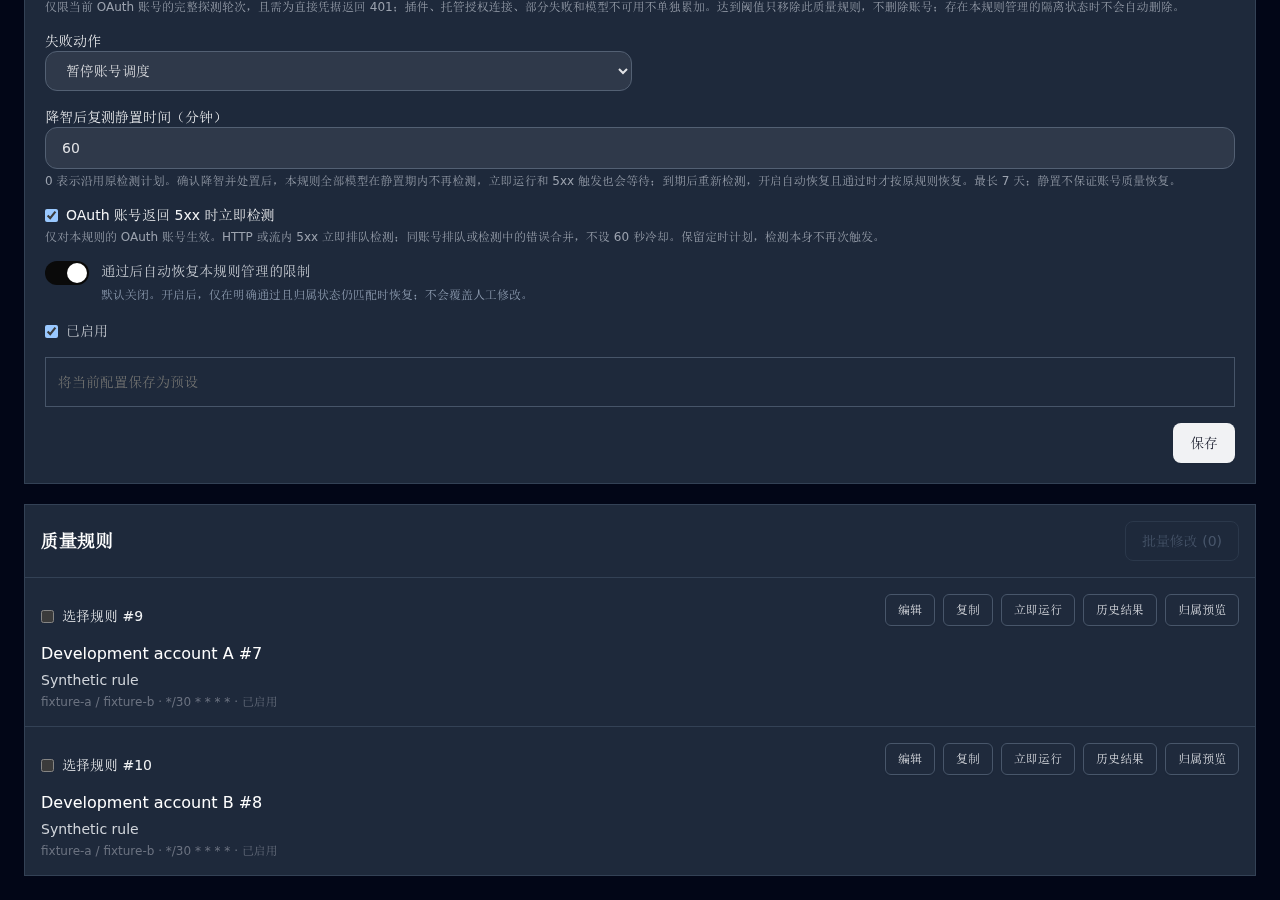 仅限当前 OAuth 账号的完整探测轮次，且需为直接凭据返回 401；插件、托管授权连接、部分失败和模型不可用不单独累加。达到阈值只移除此质量规则，不删除账号；存在本规则管理的隔离状态时不会自动删除。
失败动作
暂停账号调度
降智后复测静置时间（分钟）
60
0 表示沿用原检测计划。确认降智并处置后，本规则全部模型在静置期内不再检测，立即运行和 5xx 触发也会等待；到期后重新检测，开启自动恢复且通过时才按原规则恢复。最长 7 天；静置不保证账号质量恢复。
OAuth 账号返回 5xx 时立即检测
仅对本规则的 OAuth 账号生效。HTTP 或流内 5xx 立即排队检测；同账号排队或检测中的错误合并，不设 60 秒冷却。保留定时计划，检测本身不再次触发。
通过后自动恢复本规则管理的限制
默认关闭。开启后，仅在明确通过且归属状态仍匹配时恢复；不会覆盖人工修改。
已启用
将当前配置保存为预设
保存
质量规则
批量修改 (0)
选择规则 #9
编辑
复制
立即运行
历史结果
归属预览
Development account A #7
Synthetic rule
fixture-a / fixture-b · */30 * * * * · 已启用
选择规则 #10
编辑
复制
立即运行
历史结果
归属预览
Development account B #8
Synthetic rule
fixture-a / fixture-b · */30 * * * * · 已启用